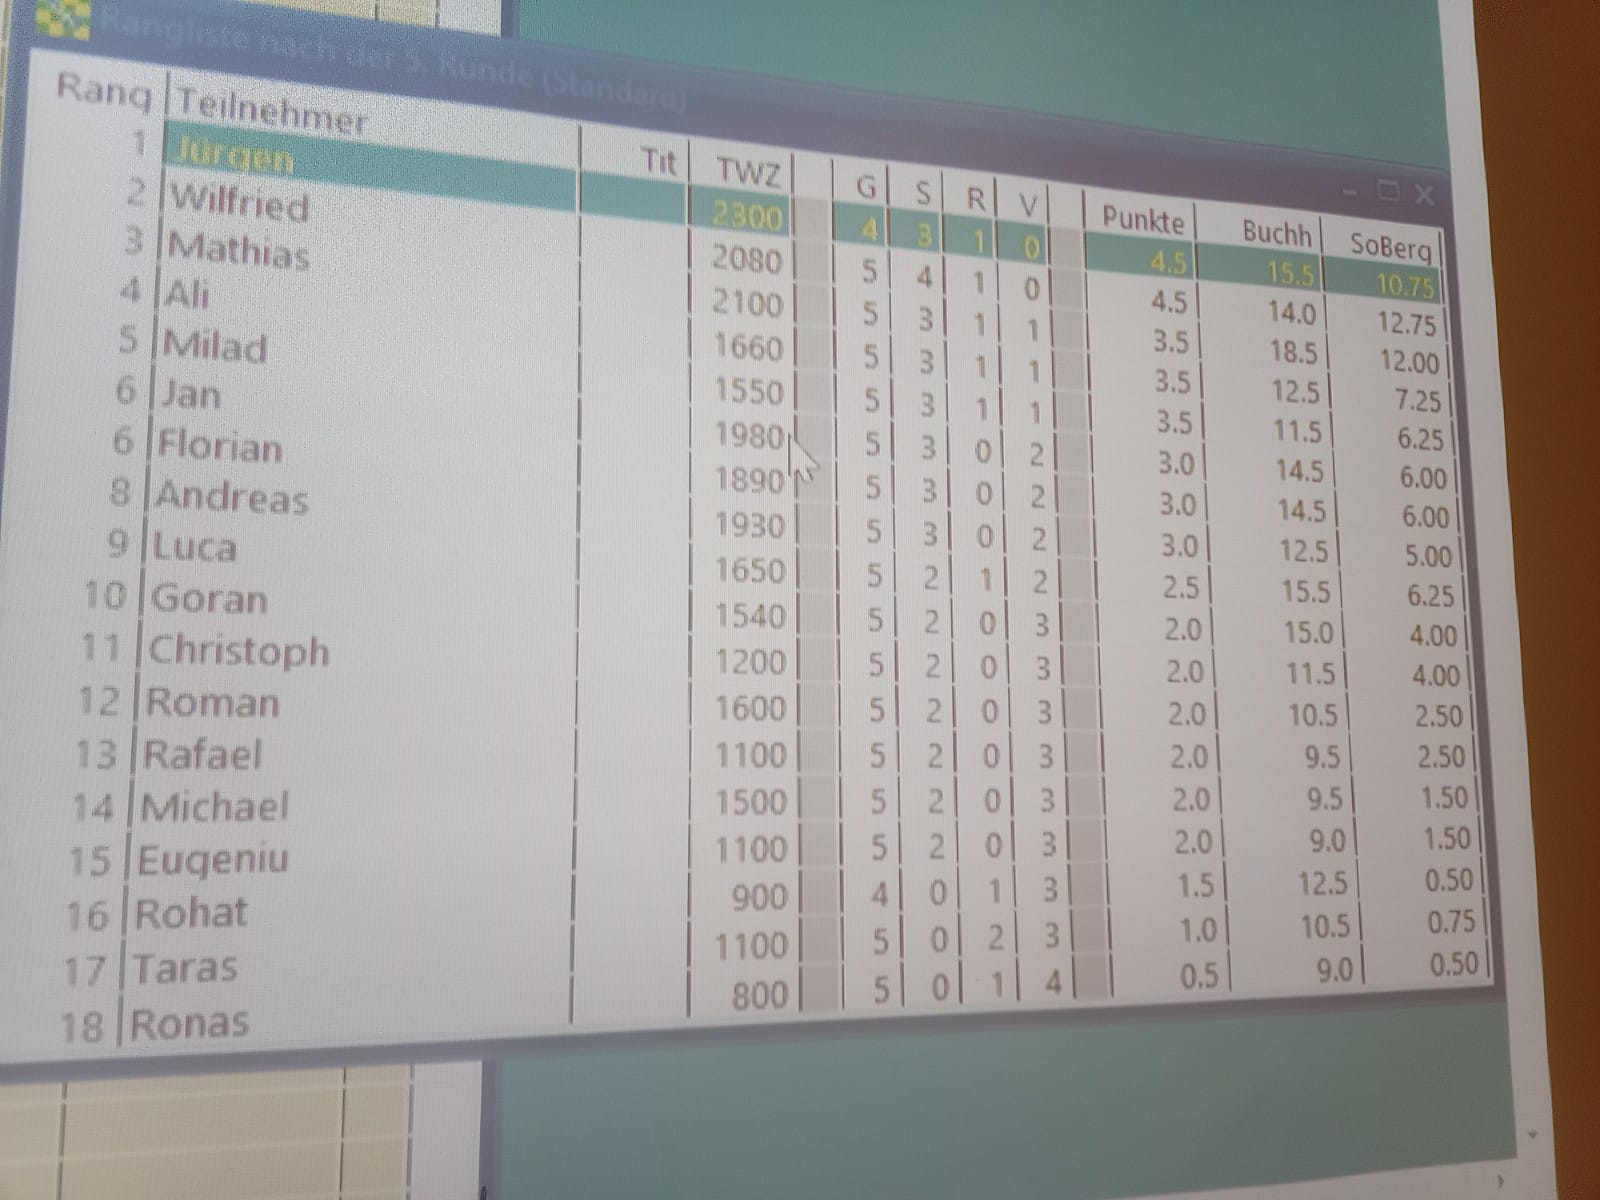 Rangliste nach der 5. Runde (Standard)
Rang Teilnehmer Tit TWZ G S R V Punkte Buchh SoBerg
1 Jürgen 2300 4 3 1 0 4.5 15.5 10.75
2 Wilfried 2080 5 4 1 0 4.5 14.0 12.75
3 Mathias 2100 5 3 1 1 3.5 18.5 12.00
4 Ali 1660 5 3 1 1 3.5 12.5 7.25
5 Milad 1550 5 3 1 1 3.5 11.5 6.25
6 Jan 1980 5 3 0 2 3.0 14.5 6.00
6 Florian 1890 5 3 0 2 3.0 14.5 6.00
8 Andreas 1930 5 3 0 2 3.0 12.5 5.00
9 Luca 1650 5 2 1 2 2.5 15.5 6.25
10 Goran 1540 5 2 0 3 2.0 15.0 4.00
11 Christoph 1200 5 2 0 3 2.0 11.5 4.00
12 Roman 1600 5 2 0 3 2.0 10.5 2.50
13 Rafael 1100 5 2 0 3 2.0 9.5 2.50
14 Michael 1500 5 2 0 3 2.0 9.5 1.50
15 Eugeniu 1100 5 2 0 3 2.0 9.0 1.50
16 Rohat 900 4 0 1 3 1.5 12.5 0.50
17 Taras 1100 5 0 2 3 1.0 10.5 0.75
18 Ronas 800 5 0 1 4 0.5 9.0 0.50